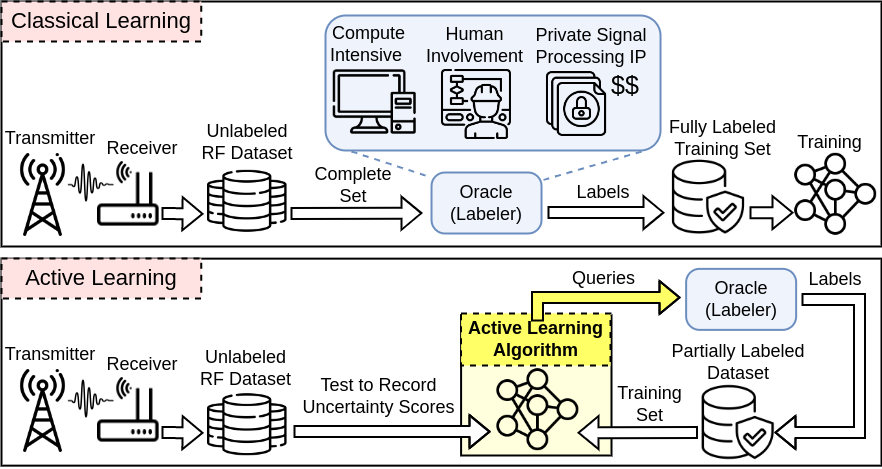 Classical Learning
Compute
Intensive
Human
Involvement
Private Signal
Processing IP
$$
Transmitter
Receiver
Unlabeled
RF Dataset
Complete
Set
Oracle
(Labeler)
Labels
Fully Labeled
Training Set
Training
Active Learning
Transmitter
Receiver
Unlabeled
RF Dataset
Test to Record
Uncertainty Scores
Active Learning
Algorithm
Queries
Oracle
(Labeler)
Labels
Partially Labeled
Dataset
Training
Set